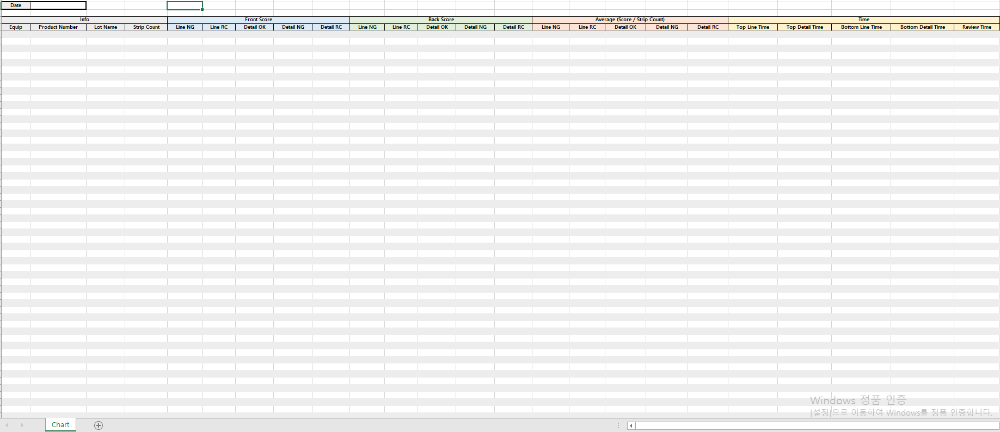 Date
Info Front Score Back Score Average (Score / Strip Count) Time
Equip Product Number Lot Name Strip Count Line NG Line RC Detail OK Detail NG Detail RC Line NG Line RC Detail OK Detail NG Detail RC Line NG Line RC Detail OK Detail NG Detail RC Top Line Time Top Detail Time Bottom Line Time Bottom Detail Time Review Time
Windows 정품 인증
[설정]으로 이동하여 Windows를 정품 인증합니다.
Chart